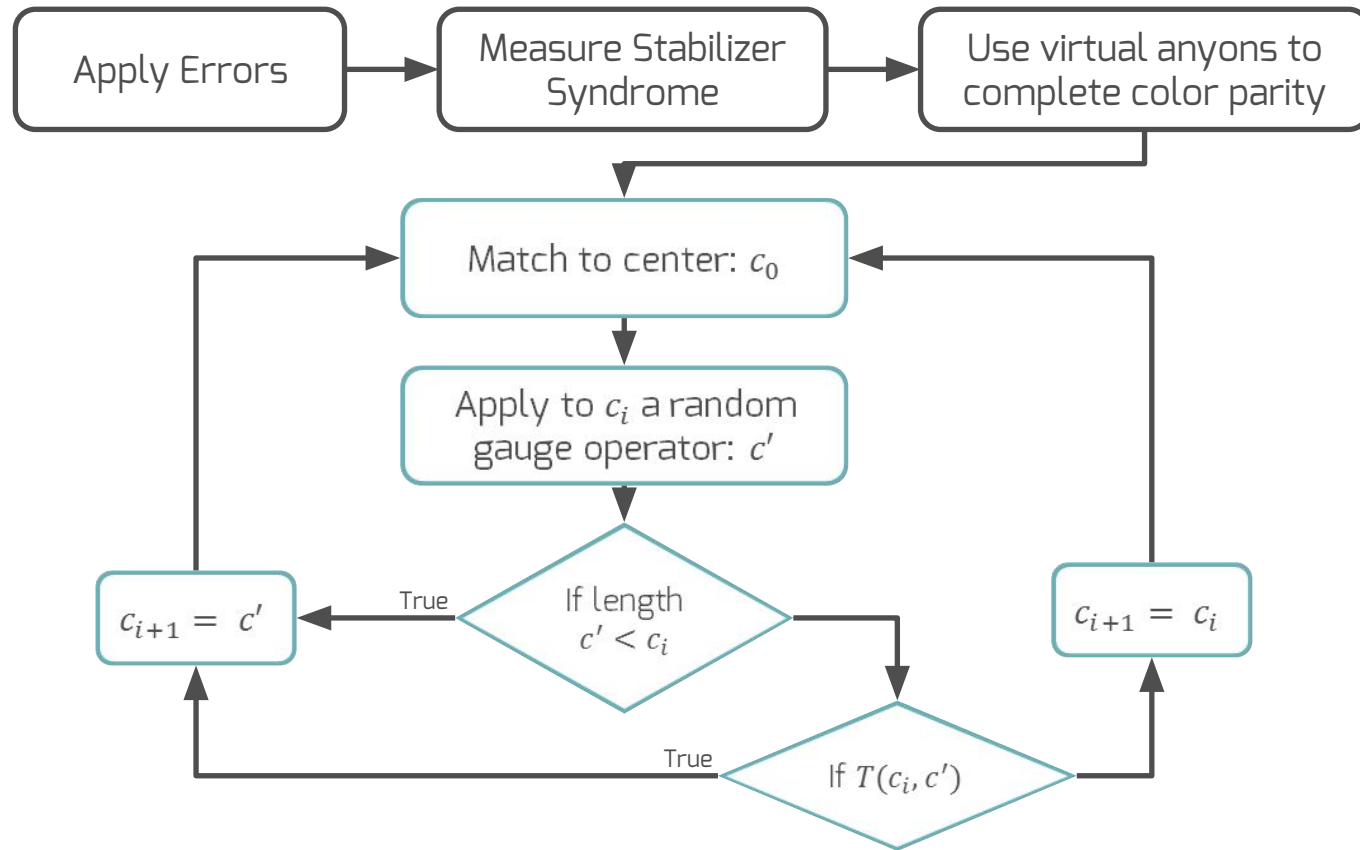 Apply Errors
Measure Stabilizer
Syndrome
Use virtual anyons to
complete color parity
Match to center: c₀
Apply to cᵢ a random
gauge operator: c′
If length
c′ < cᵢ
True
cᵢ₊₁ = c′
cᵢ₊₁ = cᵢ
True
If T(cᵢ, c′)